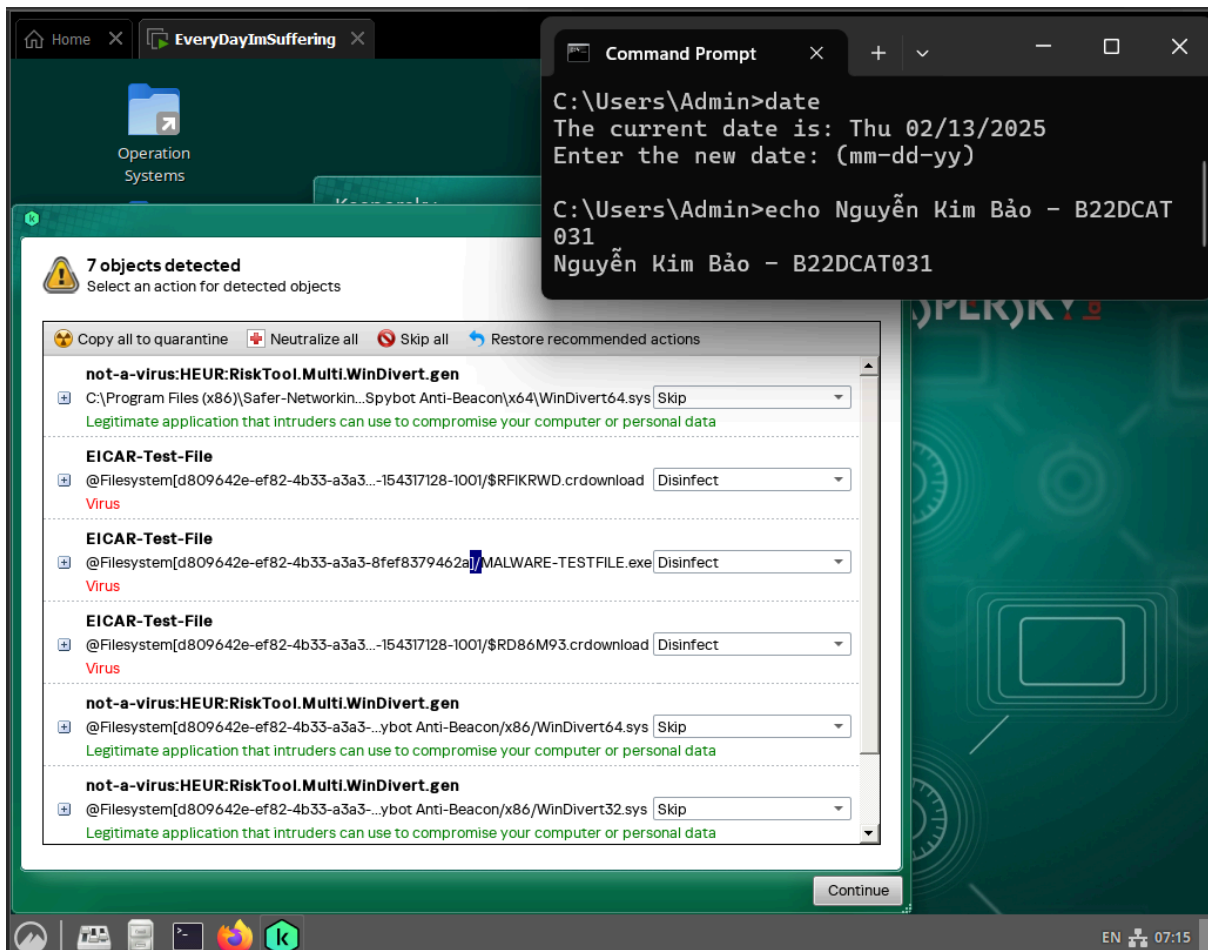 Home
EveryDayImSuffering
Command Prompt
C:\Users\Admin>date
The current date is: Thu 02/13/2025
Enter the new date: (mm-dd-yy)
C:\Users\Admin>echo Nguyễn Kim Bảo - B22DCAT
031
Nguyễn Kim Bảo - B22DCAT031
Operation
Systems
7 objects detected
Select an action for detected objects
Copy all to quarantine Neutralize all Skip all Restore recommended actions
not-a-virus:HEUR:RiskTool.Multi.WinDivert.gen
C:\Program Files (x86)\Safer-Networkin...Spybot Anti-Beacon\x64\WinDivert64.sys Skip
Legitimate application that intruders can use to compromise your computer or personal data
EICAR-Test-File
@Filesystem[d809642e-ef82-4b33-a3a3...-154317128-1001/$RFIKRWD.crdownload Disinfect
Virus
EICAR-Test-File
@Filesystem[d809642e-ef82-4b33-a3a3-8fef8379462a]/MALWARE-TESTFILE.exe Disinfect
Virus
EICAR-Test-File
@Filesystem[d809642e-ef82-4b33-a3a3...-154317128-1001/$RD86M93.crdownload Disinfect
Virus
not-a-virus:HEUR:RiskTool.Multi.WinDivert.gen
@Filesystem[d809642e-ef82-4b33-a3a3-...ybot Anti-Beacon/x86/WinDivert64.sys Skip
Legitimate application that intruders can use to compromise your computer or personal data
not-a-virus:HEUR:RiskTool.Multi.WinDivert.gen
@Filesystem[d809642e-ef82-4b33-a3a3-...ybot Anti-Beacon/x86/WinDivert32.sys Skip
Legitimate application that intruders can use to compromise your computer or personal data
Continue
EN 07:15